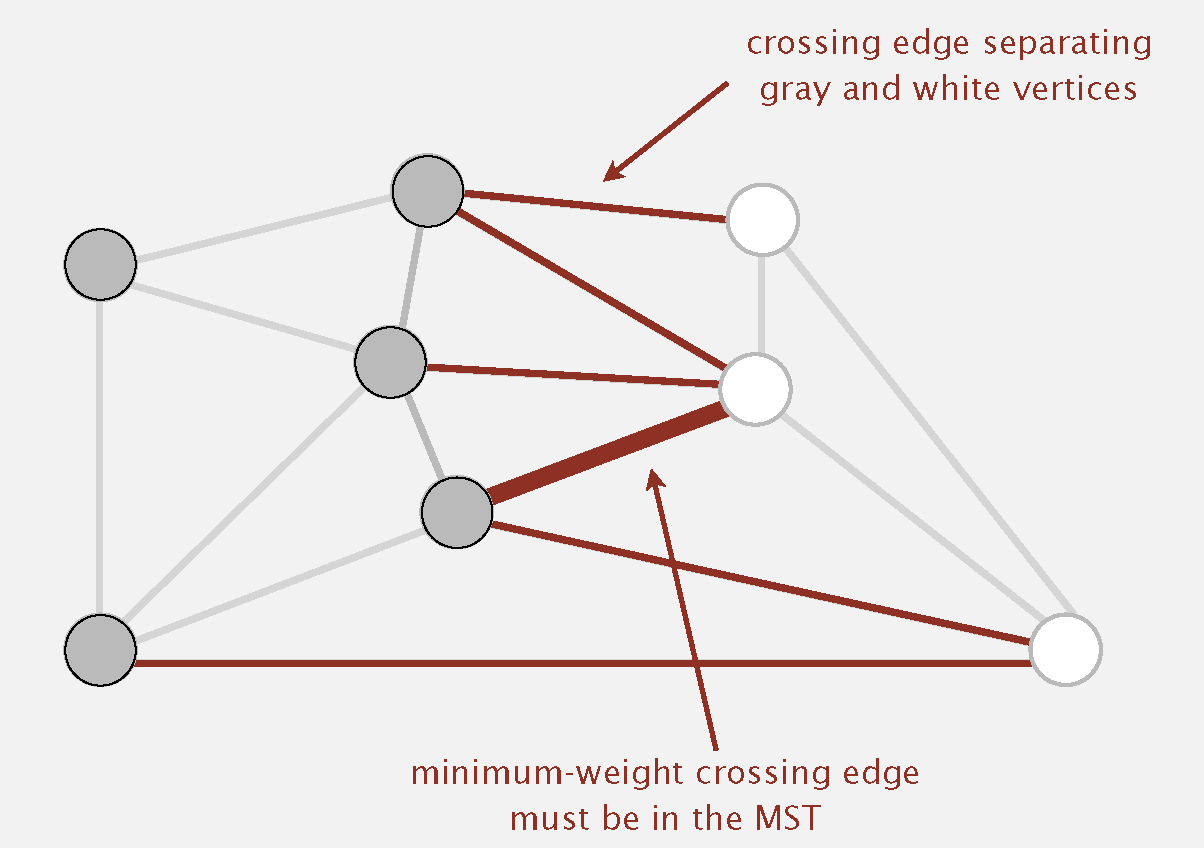 crossing edge separating
gray and white vertices
minimum-weight crossing edge
must be in the MST